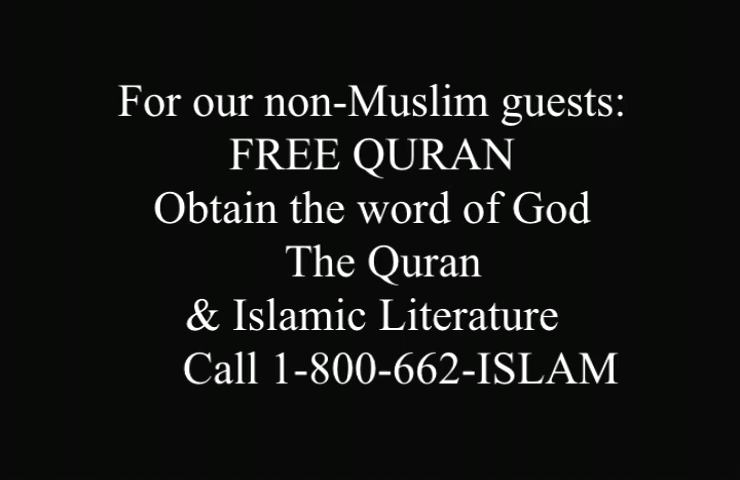 For our non-Muslim guests:
FREE QURAN
Obtain the word of God
The Quran
& Islamic Literature
Call 1-800-662-ISLAM